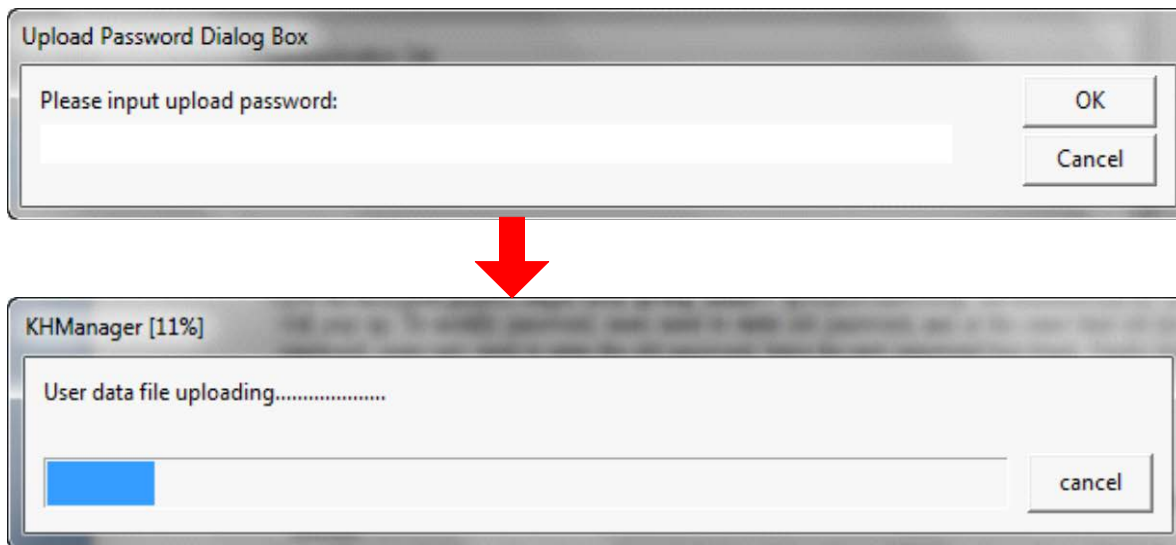 Upload Password Dialog Box
Please input upload password:
OK
Cancel
KHManager [11%]
User data file uploading....................
cancel